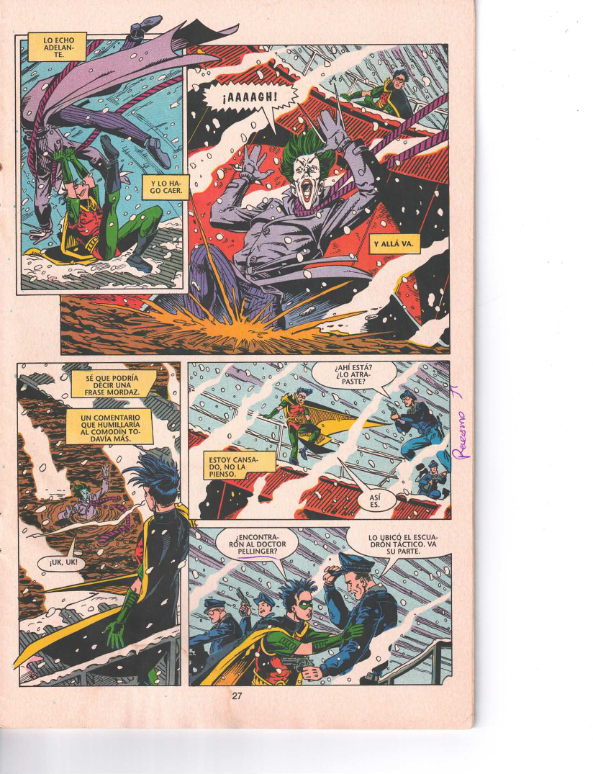 LO ECHO
ADELAN-
TE.
Y LO HA-
GO CAER.
¡AAAAGH!
Y ALLÁ VA.
SÉ QUE PODRÍA
DECIR UNA
FRASE MORDAZ.
UN COMENTARIO
QUE HUMILLARÍA
AL COMODÍN TO-
DAVÍA MÁS.
¡UK, UK!
¿AHÍ ESTÁ?
¿LO ATRA-
PASTE?
ESTOY CANSA-
DO, NO LA
PIENSO.
ASÍ
ES.
¿ENCONTRA-
RON AL DOCTOR
PELLINGER?
LO UBICÓ EL ESCUA-
DRÓN TÁCTICO. VA
SU PARTE.
27